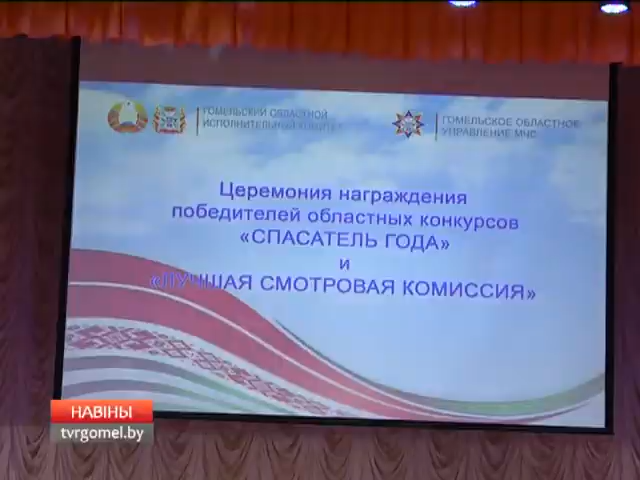 ГОМЕЛЬСКИЙ ОБЛАСТНОЙ
ИСПОЛНИТЕЛЬНЫЙ КОМИТЕТ
ГОМЕЛЬСКОЕ ОБЛАСТНОЕ
УПРАВЛЕНИЕ МЧС
Церемония награждения
победителей областных конкурсов
«СПАСАТЕЛЬ ГОДА»
и
«ЛУЧШАЯ СМОТРОВАЯ КОМИССИЯ»
НАВІНЫ
tvrgomel.by